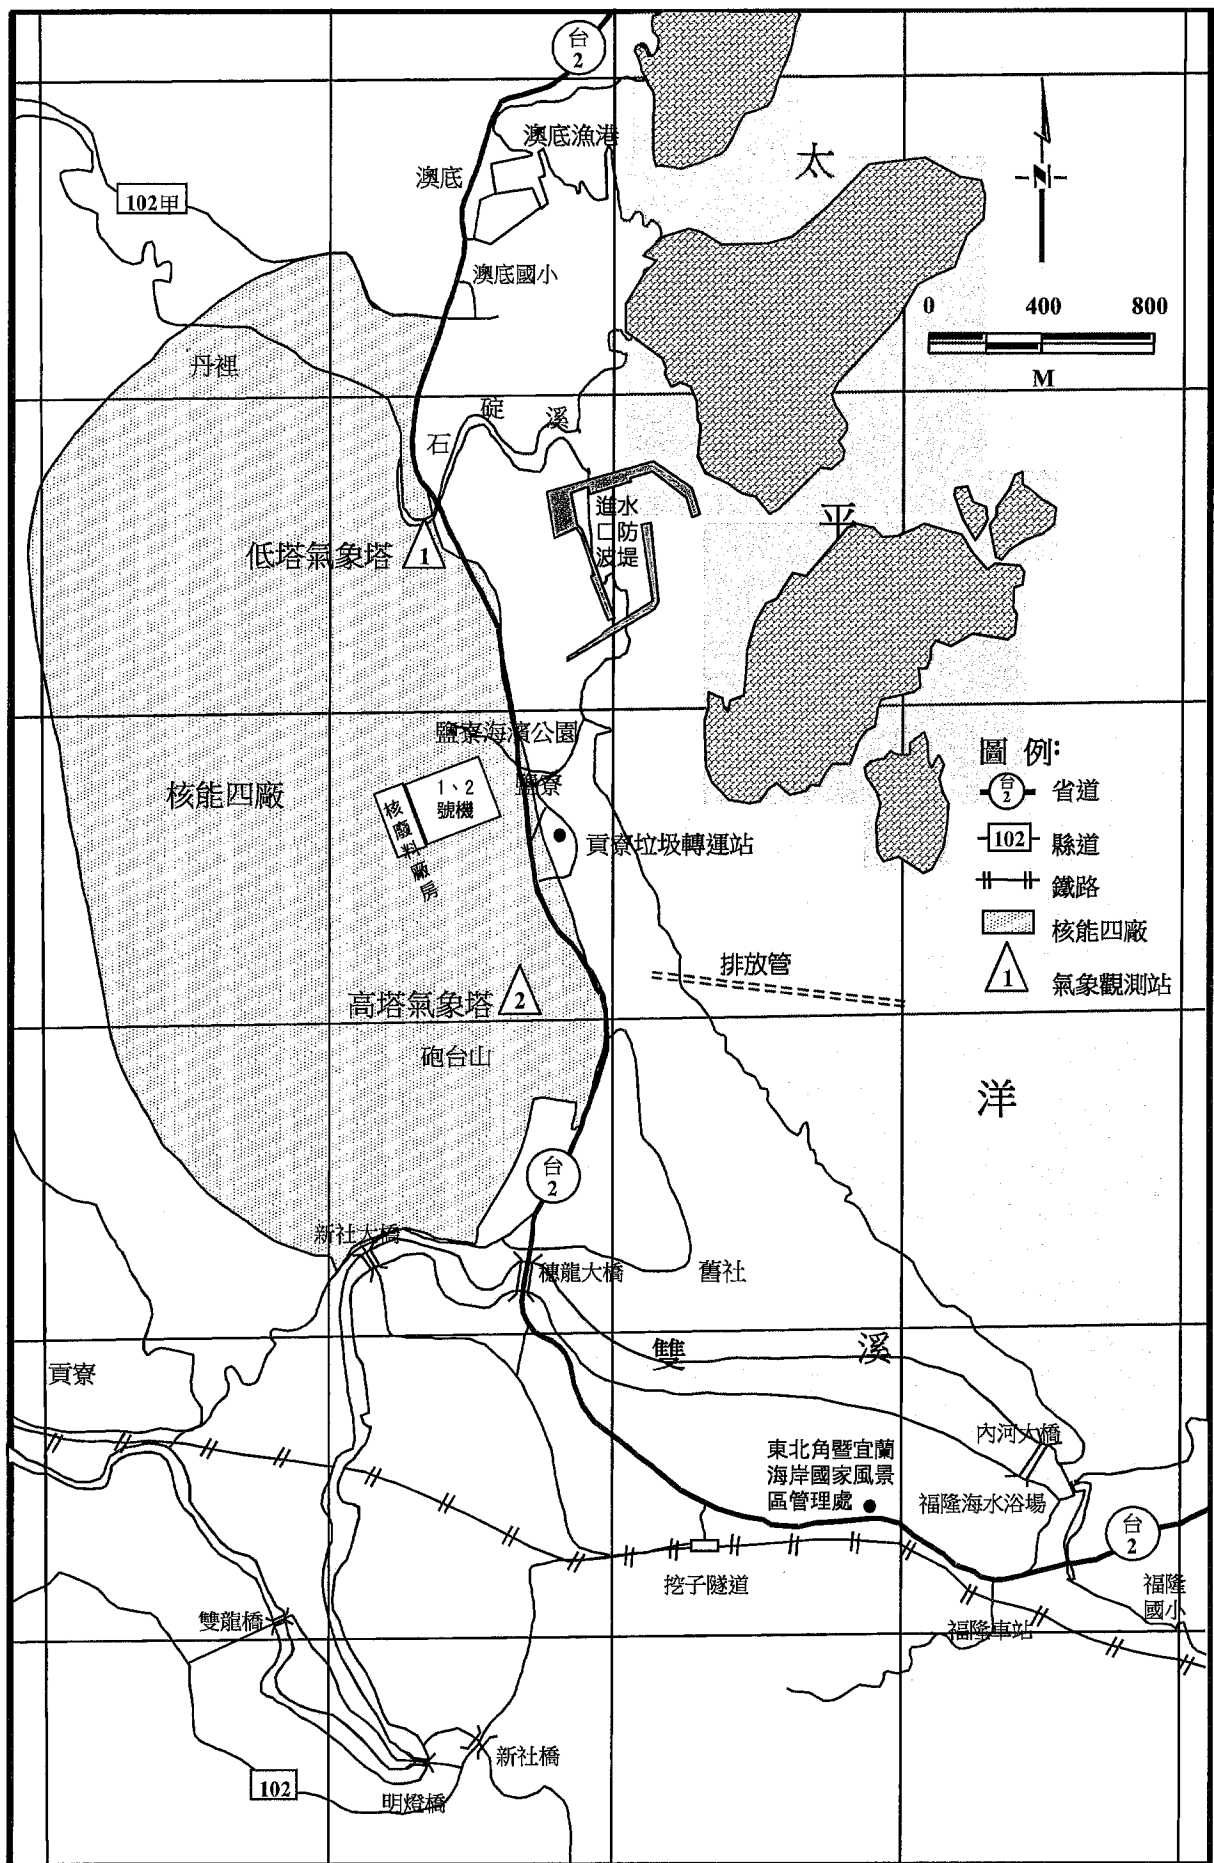 台
2
澳底漁港
太
澳底
102甲
N
澳底國小
0 400 800
M
丹裡
石碇溪
進水
口防
波堤
平
低塔氣象塔
1
鹽寮海濱公園
圖 例:
台
2
省道
核能四廠
1、2
號機
鹽寮
核廢料廠房
貢寮垃圾轉運站
102
縣道
鐵路
核能四廠
1
氣象觀測站
排放管
高塔氣象塔
2
砲台山
洋
台
2
新社大橋
穗龍大橋
舊社
雙溪
貢寮
內河大橋
東北角暨宜蘭
海岸國家風景
區管理處
福隆海水浴場
台
2
挖子隧道
福隆
國小
雙龍橋
福隆車站
新社橋
102
明燈橋